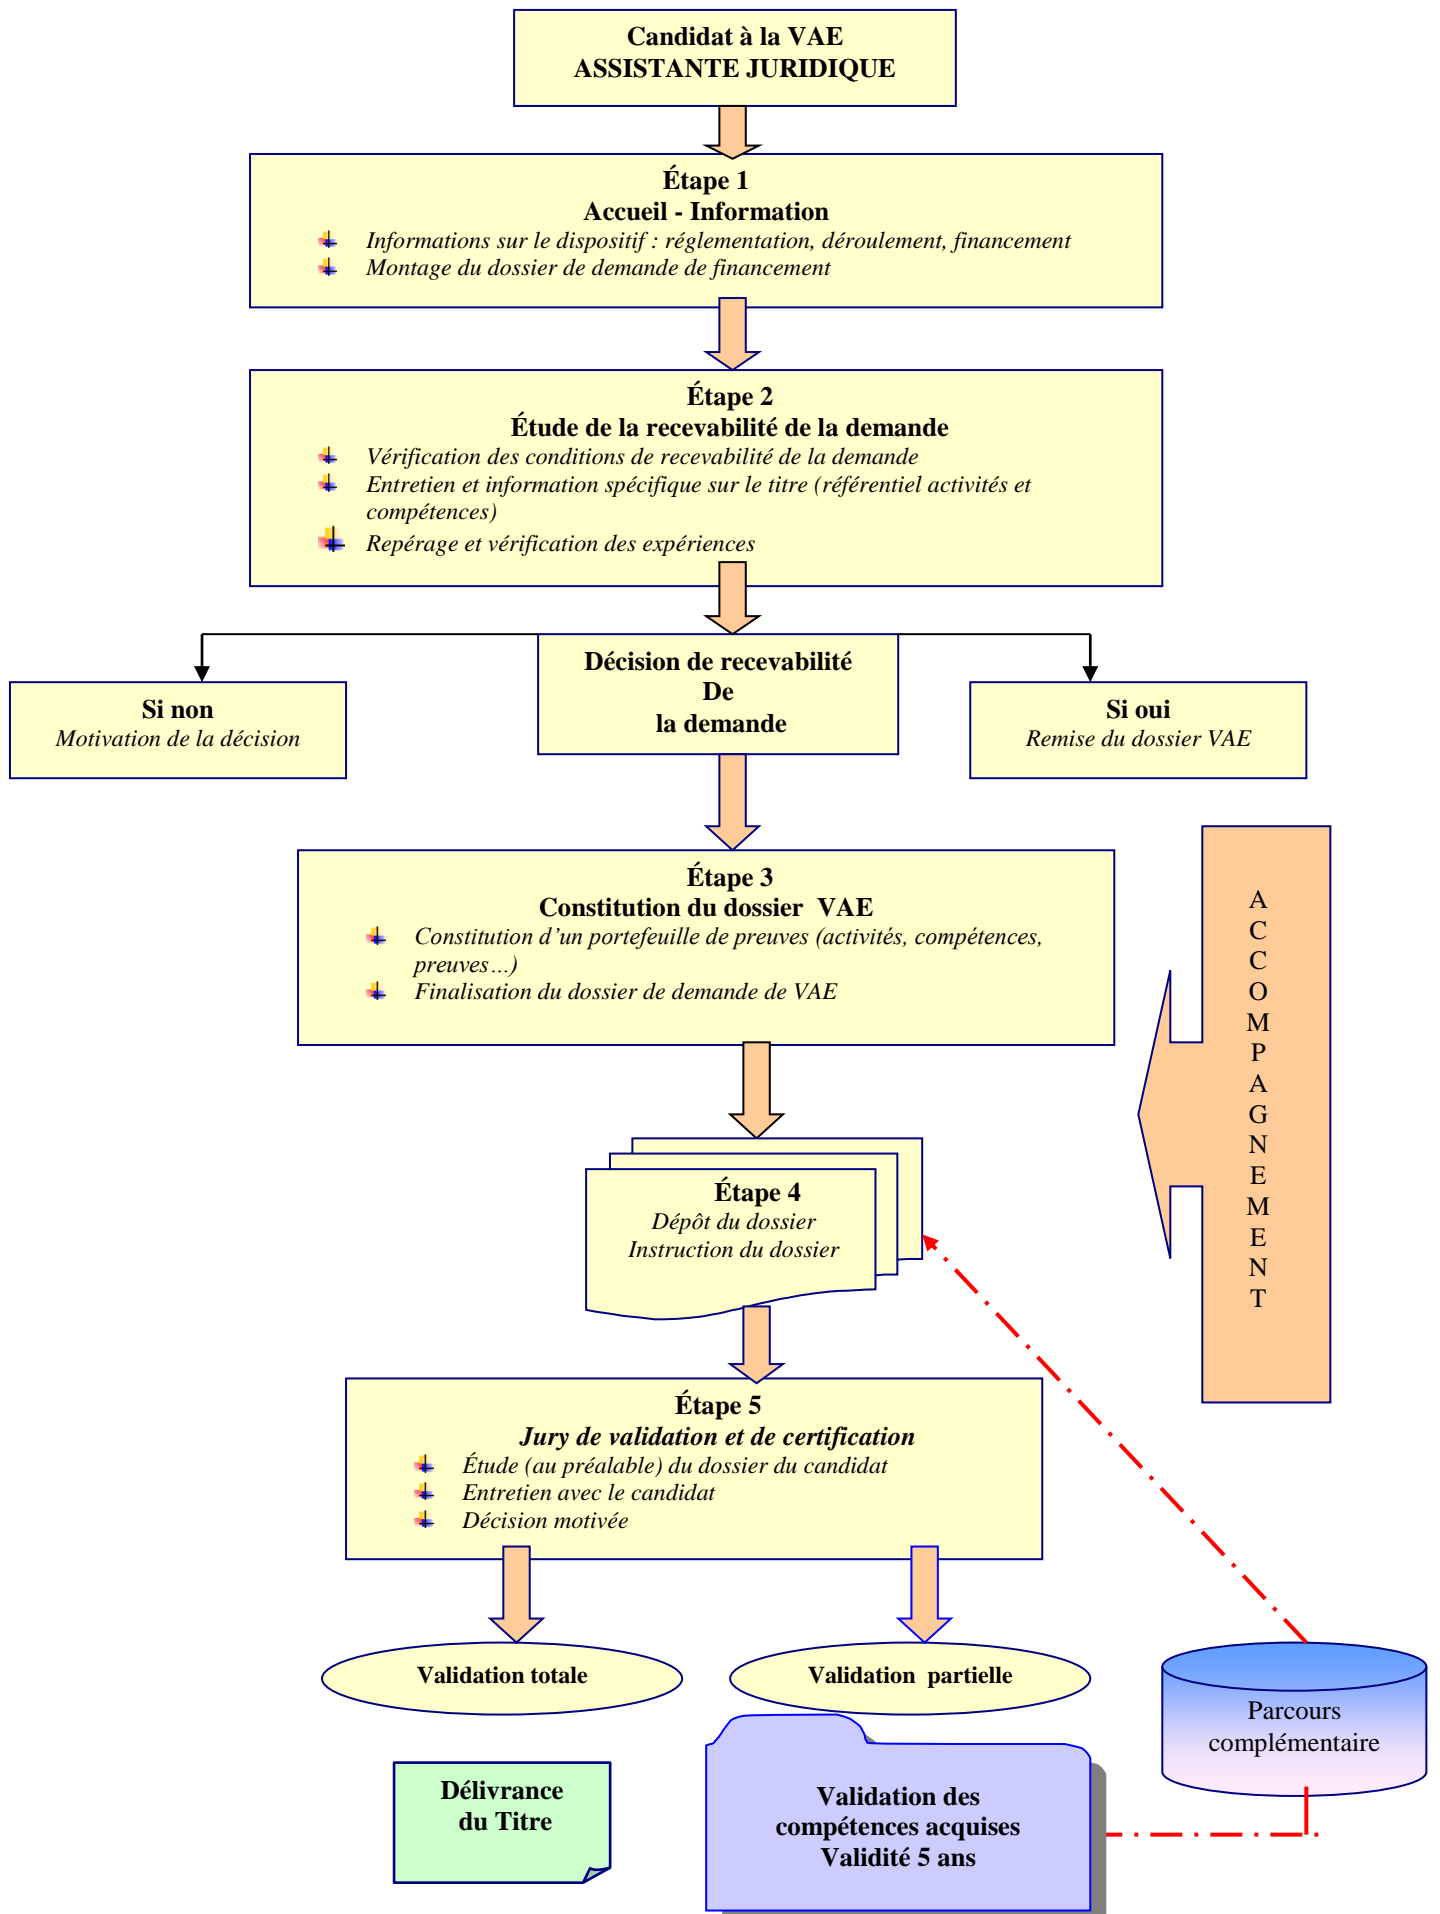 Candidat à la VAE
ASSISTANTE JURIDIQUE
Étape 1
Accueil - Information
Informations sur le dispositif : réglementation, déroulement, financement
Montage du dossier de demande de financement
Étape 2
Étude de la recevabilité de la demande
Vérification des conditions de recevabilité de la demande
Entretien et information spécifique sur le titre (référentiel activités et
compétences)
Repérage et vérification des expériences
Décision de recevabilité
De
la demande
Si non
Motivation de la décision
Si oui
Remise du dossier VAE
Étape 3
Constitution du dossier  VAE
Constitution d’un portefeuille de preuves (activités, compétences,
preuves…)
Finalisation du dossier de demande de VAE
A
C
C
O
M
P
A
G
N
E
M
E
N
T
Étape 4
Dépôt du dossier
Instruction du dossier
Étape 5
Jury de validation et de certification
Étude (au préalable) du dossier du candidat
Entretien avec le candidat
Décision motivée
Validation totale
Validation  partielle
Parcours
complémentaire
Délivrance
du Titre
Validation des
compétences acquises
Validité 5 ans